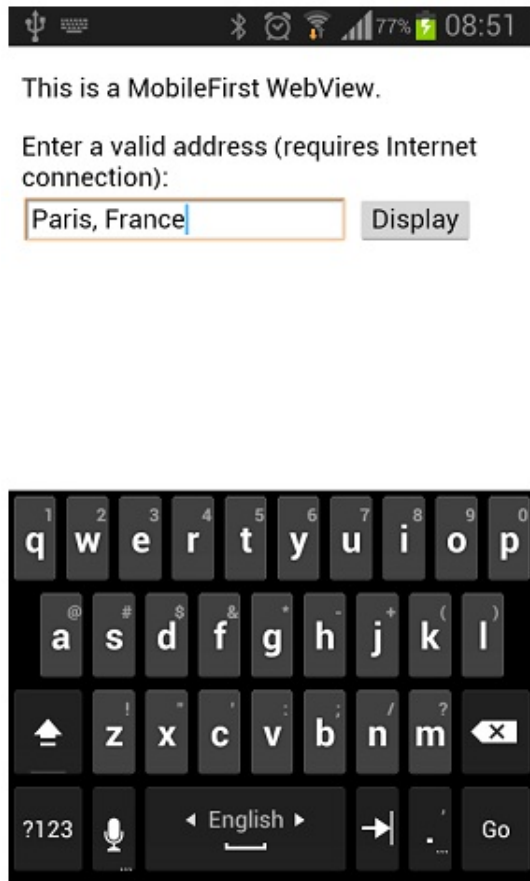 77% 08:51
This is a MobileFirst WebView.
Enter a valid address (requires Internet
connection):
Paris, France Display
1 2 3 4 5 6 7 8 9 0
q w e r t y u i o p
@ # $ & * - + ( )
a s d f g h j k l
! " ' : ; / ?
z x c v b n m
?123 English . ' Go